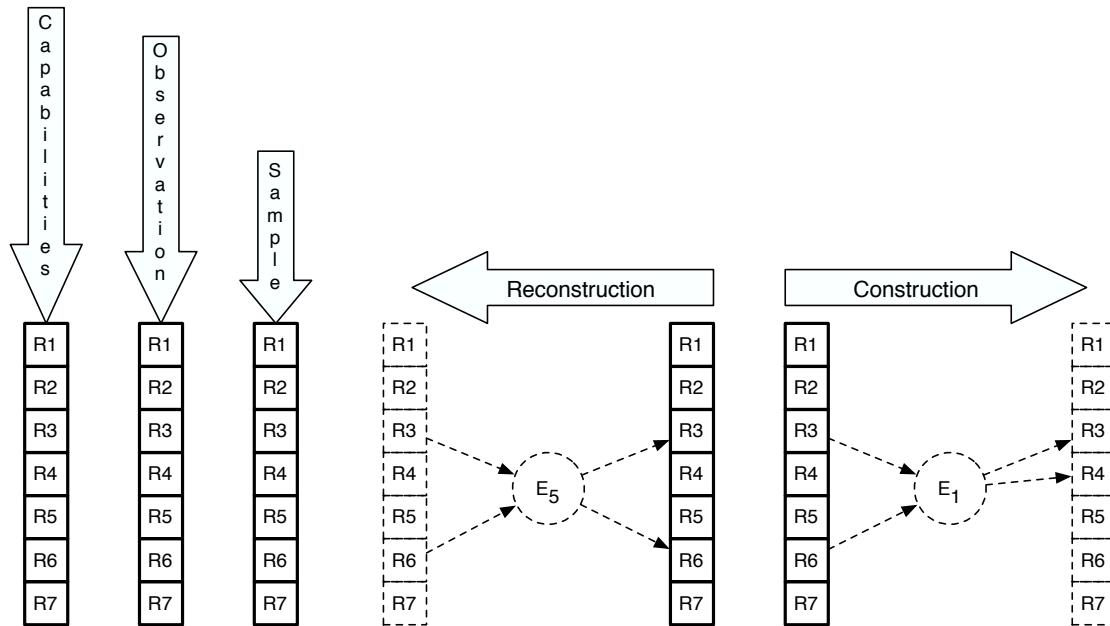 Capabilities
Observation
Sample
Reconstruction
Construction
R1 R1 R1 R1 R1 R1 R1
R2 R2 R2 R2 R2 R2 R2
R3 R3 R3 R3 R3 R3 R3
R4 R4 R4 R4 R4 R4 R4
E5 E1
R5 R5 R5 R5 R5 R5 R5
R6 R6 R6 R6 R6 R6 R6
R7 R7 R7 R7 R7 R7 R7